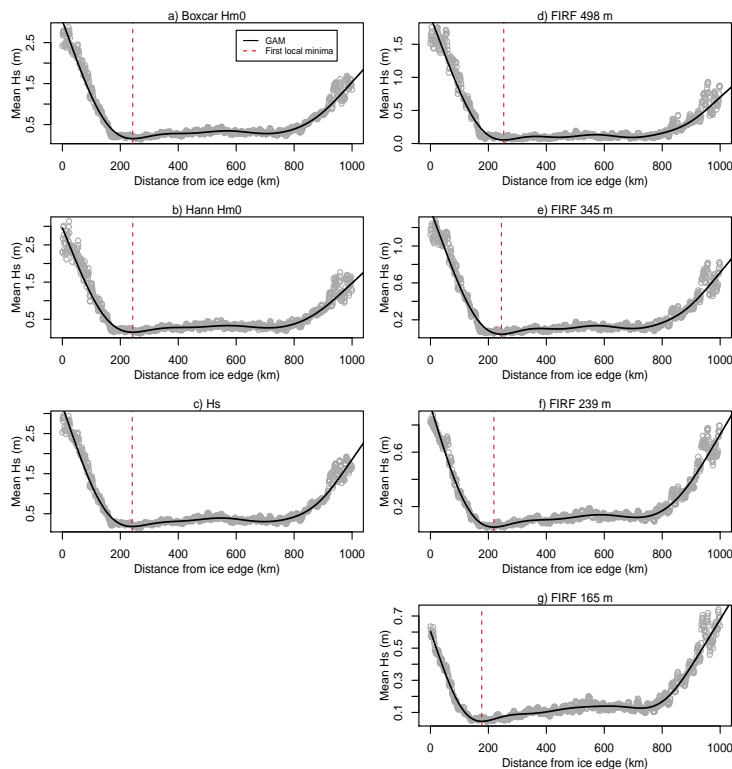 a) Boxcar Hm0
Mean Hs (m)
0.5 1.5 2.5
GAM
First local minima
0 200 400 600 800 1000
Distance from ice edge (km)
b) Hann Hm0
Mean Hs (m)
0.5 1.5 2.5
0 200 400 600 800 1000
Distance from ice edge (km)
c) Hs
Mean Hs (m)
0.5 1.5 2.5
0 200 400 600 800 1000
Distance from ice edge (km)
d) FIRF 498 m
Mean Hs (m)
0.0 0.5 1.0 1.5
0 200 400 600 800 1000
Distance from ice edge (km)
e) FIRF 345 m
Mean Hs (m)
0.2 0.6 1.0
0 200 400 600 800 1000
Distance from ice edge (km)
f) FIRF 239 m
Mean Hs (m)
0.2 0.6
0 200 400 600 800 1000
Distance from ice edge (km)
g) FIRF 165 m
Mean Hs (m)
0.1 0.3 0.5 0.7
0 200 400 600 800 1000
Distance from ice edge (km)